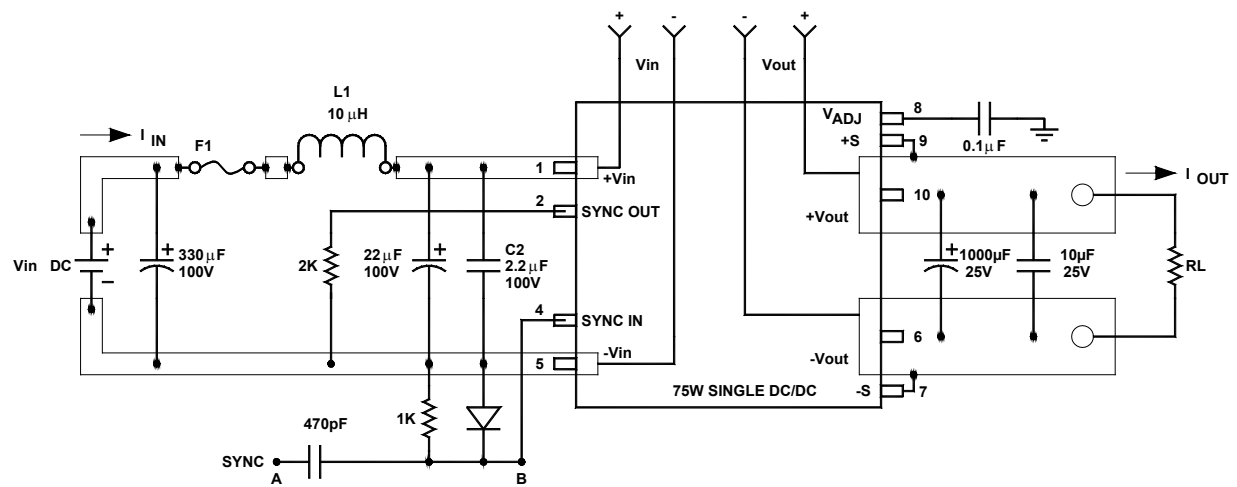 + - - +
Vin Vout
L1
10 µH
I IN
F1
VADJ
8
+S
9
0.1µF
1
+Vin
I OUT
2
SYNC OUT
10
+Vout
Vin DC
+
−
+
330µF
100V
2K
22µF
100V
+
C2
2.2µF
100V
+
1000µF
25V
10µF
25V
RL
4
SYNC IN
6
-Vin
5
-Vout
75W SINGLE DC/DC
-S
7
470pF
1K
SYNC
A
B